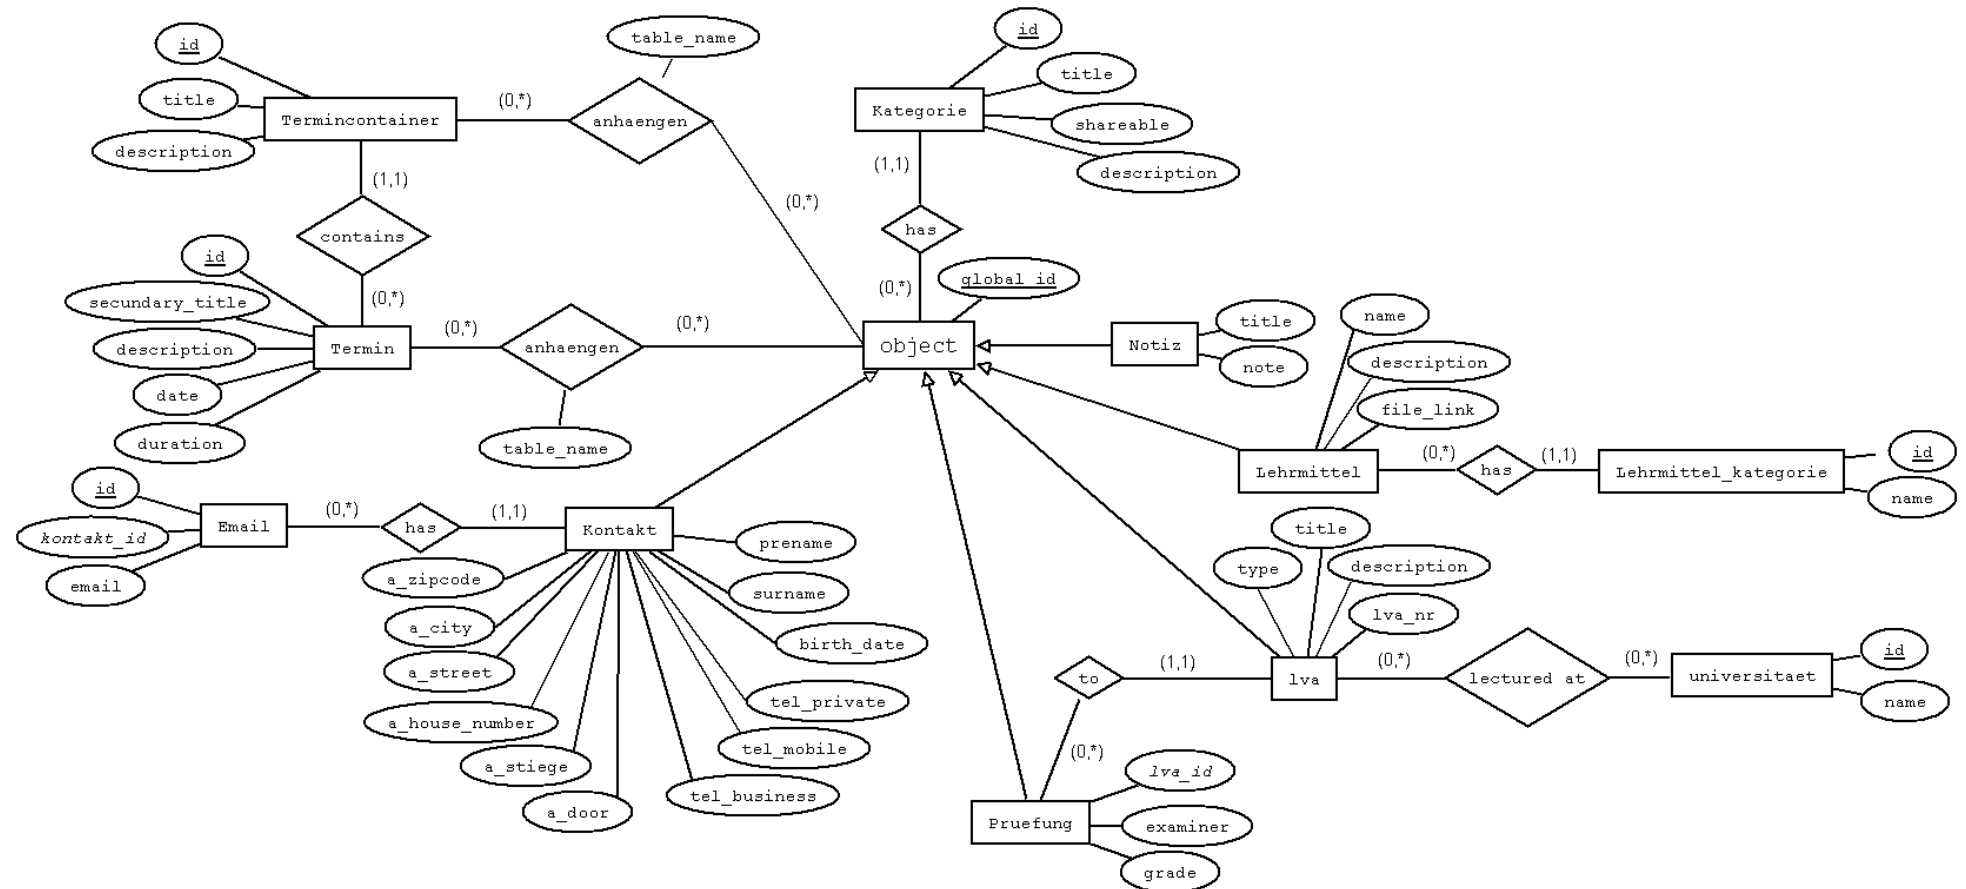 id
table_name
id
title
title
(0,*)
Kategorie
Termincontainer
anhaengen
shareable
description
(1,1)
description
(1,1)
(0,*)
contains
has
id
global_id
(0,*)
(0,*)
secundary_title
name
title
(0,*)
(0,*)
object
Notiz
description
Termin
anhaengen
description
note
date
file_link
duration
table_name
(0,*)
(1,1)
id
Lehrmittel
has
Lehrmittel_kategorie
id
name
(0,*)
(1,1)
Email
has
Kontakt
title
kontakt_id
prename
email
a_zipcode
type
description
surname
a_city
lva_nr
birth_date
id
a_street
(1,1)
(0,*)
(0,*)
to
lva
lectured at
universitaet
tel_private
name
a_house_number
tel_mobile
(0,*)
a_stiege
lva_id
tel_business
a_door
Pruefung
examiner
grade